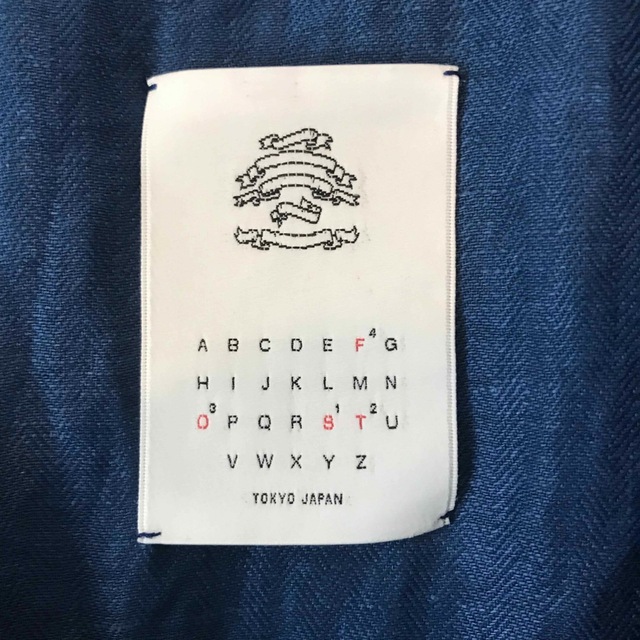 A B C D E F 4 G
H I J K L M N
O 3 P Q R S 1 T 2 U
V W X Y Z
TOKYO JAPAN